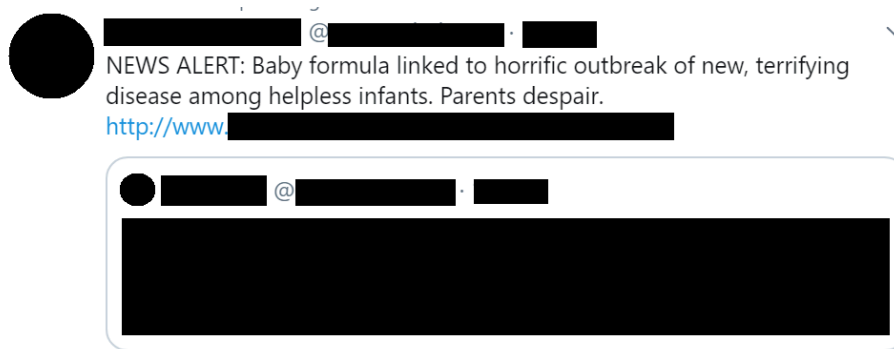 @ ·
NEWS ALERT: Baby formula linked to horrific outbreak of new, terrifying
disease among helpless infants. Parents despair.
http://www.
@ ·